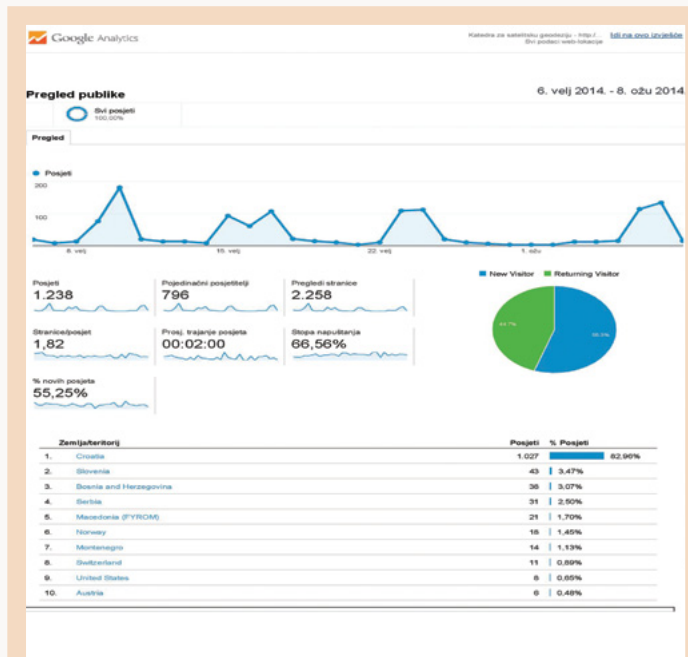 Google Analytics
Katedra za satelitsku geodeziju - http:/...
Svi podaci web-lokacije
Idi na ovo izvješće
Pregled publike
6. velj 2014. - 8. ožu 2014.
Svi posjeti
100,00%
Pregled
Posjeti
200
100
8. velj
15. velj
22. velj
1. ožu
Posjeti
1.238
Pojedinačni posjetitelji
796
Pregledi stranice
2.258
New Visitor
Returning Visitor
Stranice/posjet
1,82
Prosj. trajanje posjeta
00:02:00
Stopa napuštanja
66,56%
44.7%
55.3%
% novih posjeta
55,25%
Zemlja/teritorij Posjeti % Posjeti
1. Croatia 1.027 82,96%
2. Slovenia 43 3,47%
3. Bosnia and Herzegovina 38 3,07%
4. Serbia 31 2,50%
5. Macedonia (FYROM) 21 1,70%
6. Norway 18 1,45%
7. Montenegro 14 1,13%
8. Switzerland 11 0,89%
9. United States 8 0,65%
10. Austria 6 0,48%